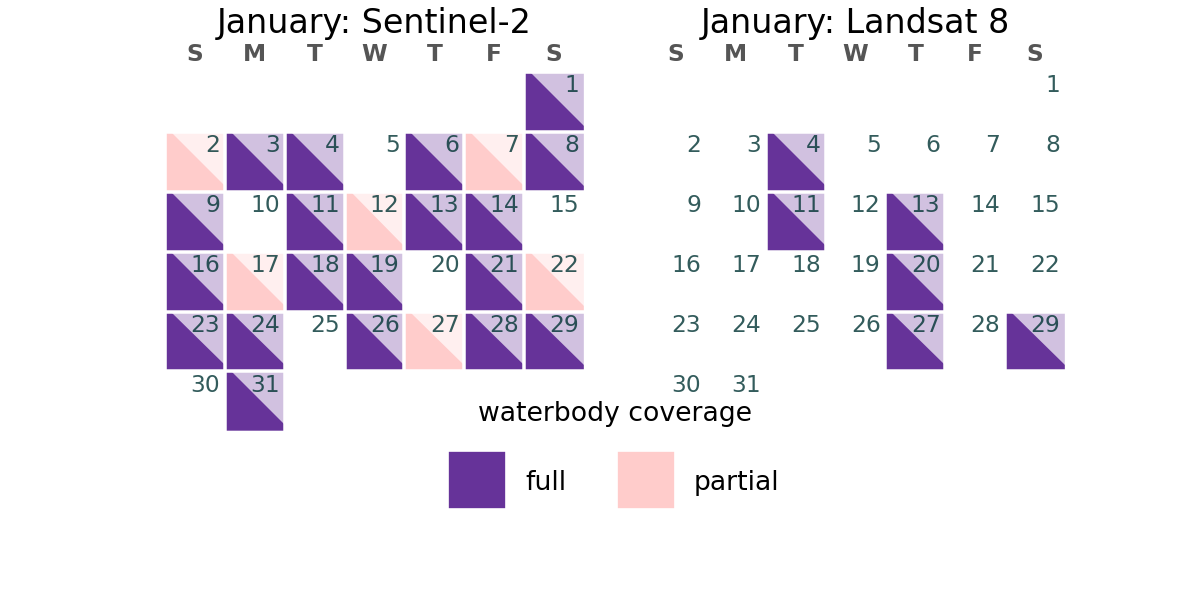 January: Sentinel-2
S M T W T F S
1
2 3 4 5 6 7 8
9 10 11 12 13 14 15
16 17 18 19 20 21 22
23 24 25 26 27 28 29
30 31
January: Landsat 8
S M T W T F S
1
2 3 4 5 6 7 8
9 10 11 12 13 14 15
16 17 18 19 20 21 22
23 24 25 26 27 28 29
30 31
waterbody coverage
full
partial